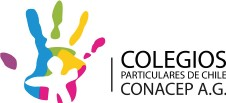 COLEGIOS
PARTICULARES DE CHILE
CONACEP A.G.